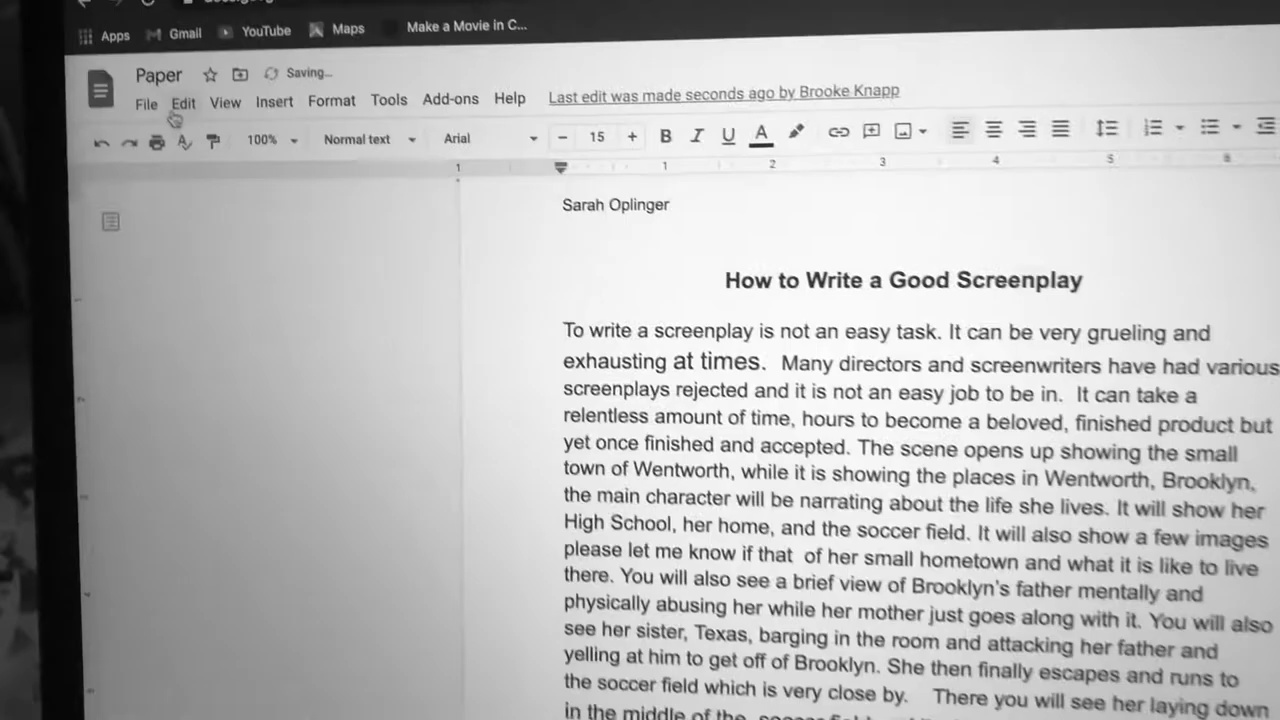 Apps Gmail YouTube Maps Make a Movie in C...
Paper Saving...
File Edit View Insert Format Tools Add-ons Help Last edit was made seconds ago by Brooke Knapp
100% Normal text Arial − 15 + B I U A
1 1 2 3 4 5 6
Sarah Oplinger
How to Write a Good Screenplay
To write a screenplay is not an easy task. It can be very grueling and
exhausting at times. Many directors and screenwriters have had various
screenplays rejected and it is not an easy job to be in. It can take a
relentless amount of time, hours to become a beloved, finished product but
yet once finished and accepted. The scene opens up showing the small
town of Wentworth, while it is showing the places in Wentworth, Brooklyn,
the main character will be narrating about the life she lives. It will show her
High School, her home, and the soccer field. It will also show a few images
please let me know if that of her small hometown and what it is like to live
there. You will also see a brief view of Brooklyn's father mentally and
physically abusing her while her mother just goes along with it. You will also
see her sister, Texas, barging in the room and attacking her father and
yelling at him to get off of Brooklyn. She then finally escapes and runs to
the soccer field which is very close by. There you will see her laying down
in the middle of the